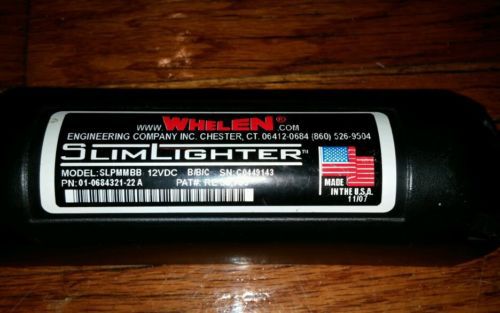 WWW.WHELEN®.COM
ENGINEERING COMPANY INC. CHESTER, CT. 06412-0684 (860) 526-9504
SLIMLIGHTER™
MODEL:SLPMMBB 12VDC B/B/C SN:C0449143
PN:01-0684321-22 A PAT#:
MADE
IN THE U.S.A.
11/07